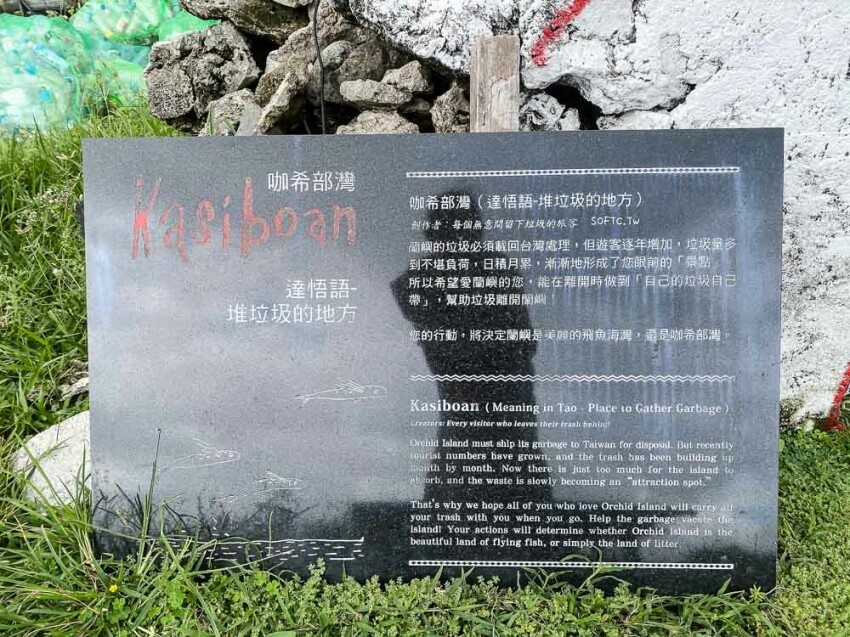 咖希部灣
Kasiboan
達悟語-
堆垃圾的地方
咖希部灣（達悟語-堆垃圾的地方）
創作者：每個無意間留下垃圾的旅客 SOFTC.TW
蘭嶼的垃圾必須載回台灣處理，但遊客逐年增加，垃圾量多
到不堪負荷，日積月累，漸漸地形成了您眼前的「景點」
所以希望愛蘭嶼的您，能在離開時做到「自己的垃圾自己
帶」，幫助垃圾離開蘭嶼！
您的行動，將決定蘭嶼是美麗的飛魚海灣，還是咖希部灣。
Kasiboan ( Meaning in Tao - Place to Gather Garbage )
Creators: Every visitor who leaves their trash behind!
Orchid Island must ship its garbage to Taiwan for disposal. But recently
tourist numbers have grown, and the trash has been building up
month by month. Now there is just too much for the island to
absorb, and the waste is slowly becoming an "attraction spot."
That's why we hope all of you who love Orchid Island will carry all
your trash with you when you go. Help the garbage vacate the
island! Your actions will determine whether Orchid Island is the
beautiful land of flying fish, or simply the land of litter.